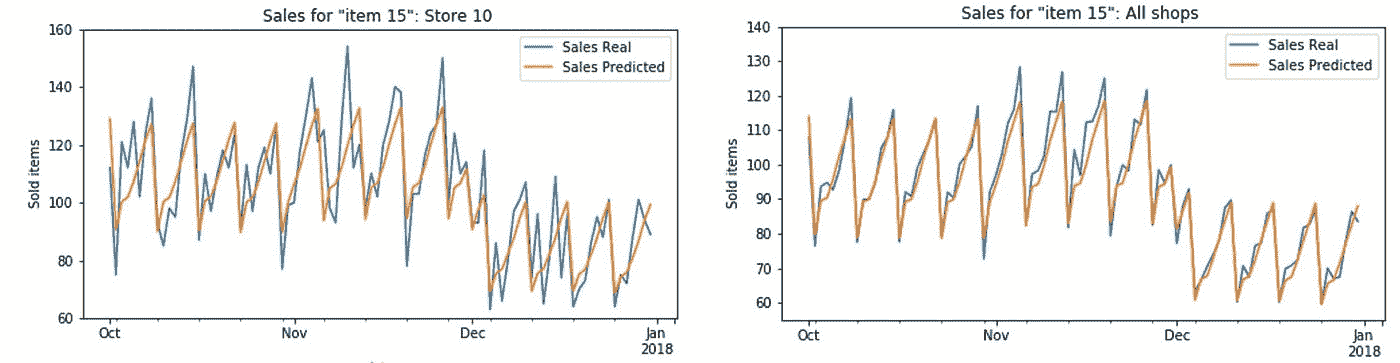 Sales for "item 15": Store 10
160
140
120
100
80
60
Sold items
Sales Real
Sales Predicted
Oct
Nov
Dec
Jan
2018
Sales for "item 15": All shops
140
130
120
110
100
90
80
70
60
Sold items
Sales Real
Sales Predicted
Oct
Nov
Dec
Jan
2018